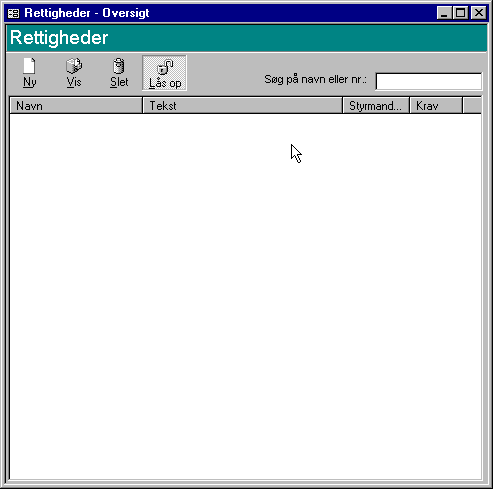 Rettigheder - Oversigt
Rettigheder
Ny Vis Slet Lås op Søg på navn eller nr.:
Navn Tekst Styrmand... Krav